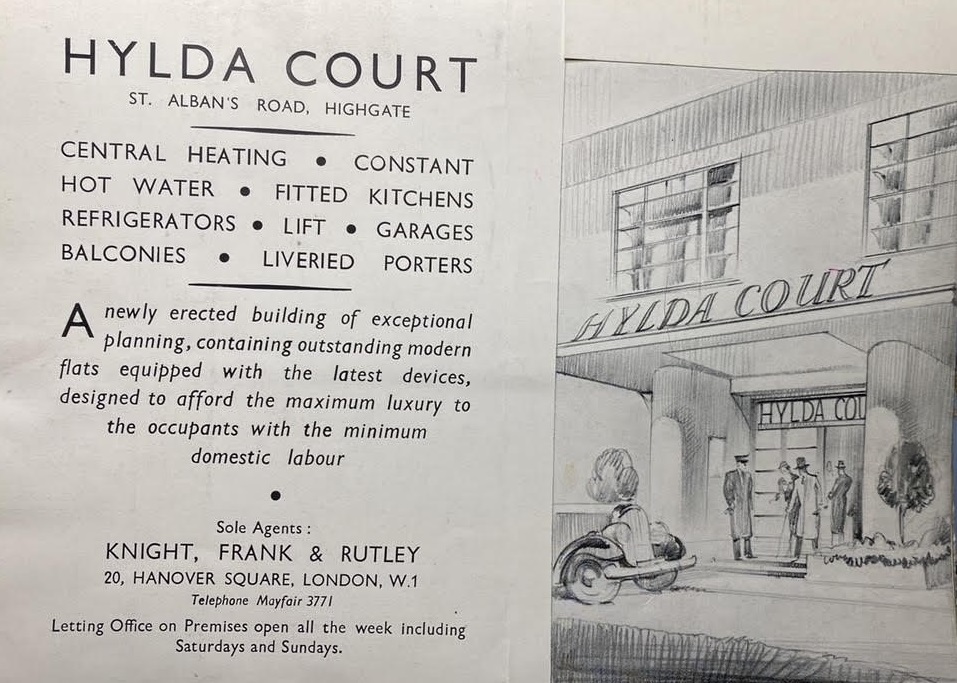 HYLDA COURT
ST. ALBAN'S ROAD, HIGHGATE
CENTRAL HEATING • CONSTANT
HOT WATER • FITTED KITCHENS
REFRIGERATORS • LIFT • GARAGES
BALCONIES • LIVERIED PORTERS
A newly erected building of exceptional
planning, containing outstanding modern
flats equipped with the latest devices,
designed to afford the maximum luxury to
the occupants with the minimum
domestic labour
•
Sole Agents :
KNIGHT, FRANK & RUTLEY
20, HANOVER SQUARE, LONDON, W.1
Telephone Mayfair 3771
Letting Office on Premises open all the week including
Saturdays and Sundays.
HYLDA COURT
HYLDA COU